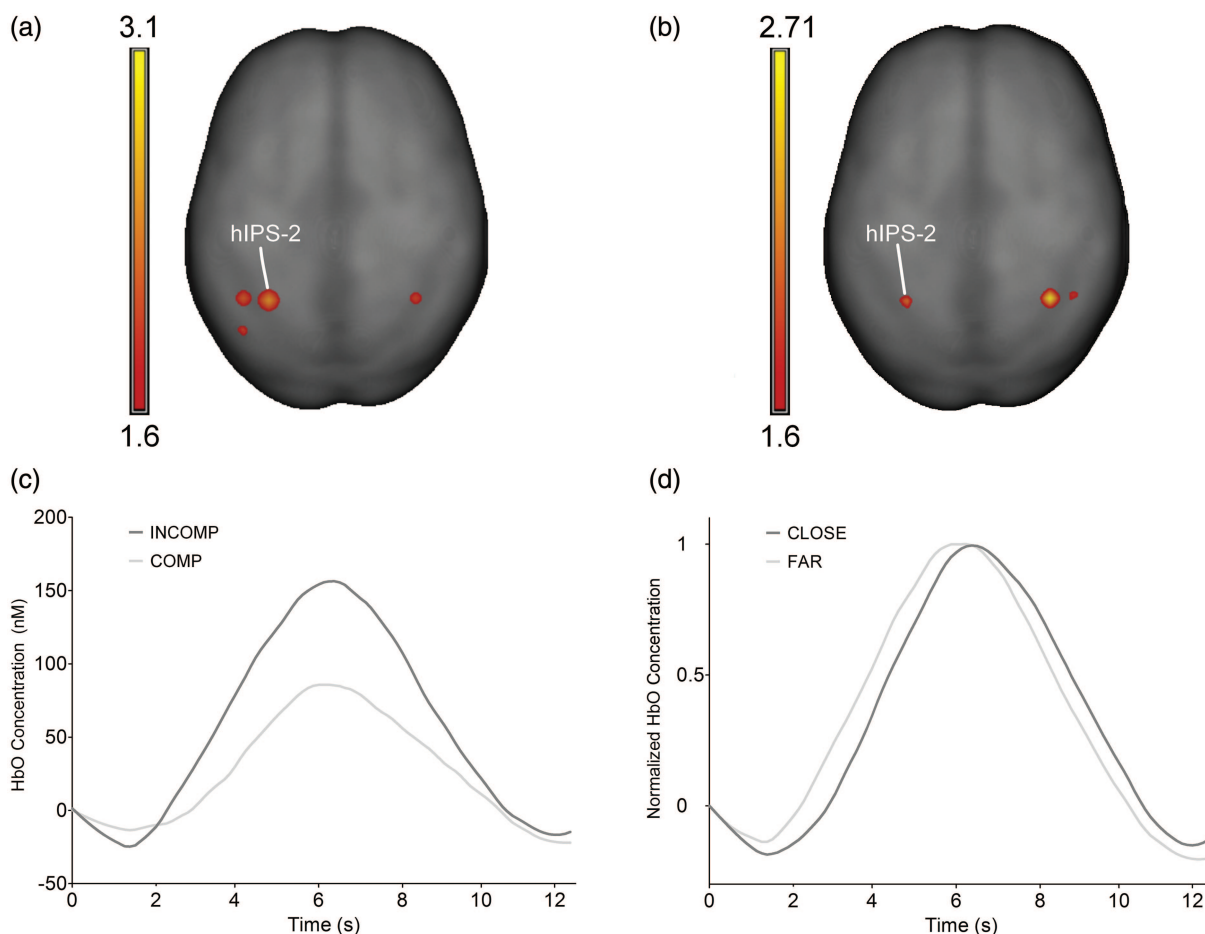 (a)
3.1
hIPS-2
1.6
(b)
2.71
hIPS-2
1.6
(c)
200
150
100
50
0
-50
HbO Concentration (nM)
INCOMP
COMP
0 2 4 6 8 10 12
Time (s)
(d)
1
0.5
0
Normalized HbO Concentration
CLOSE
FAR
0 2 4 6 8 10 12
Time (s)